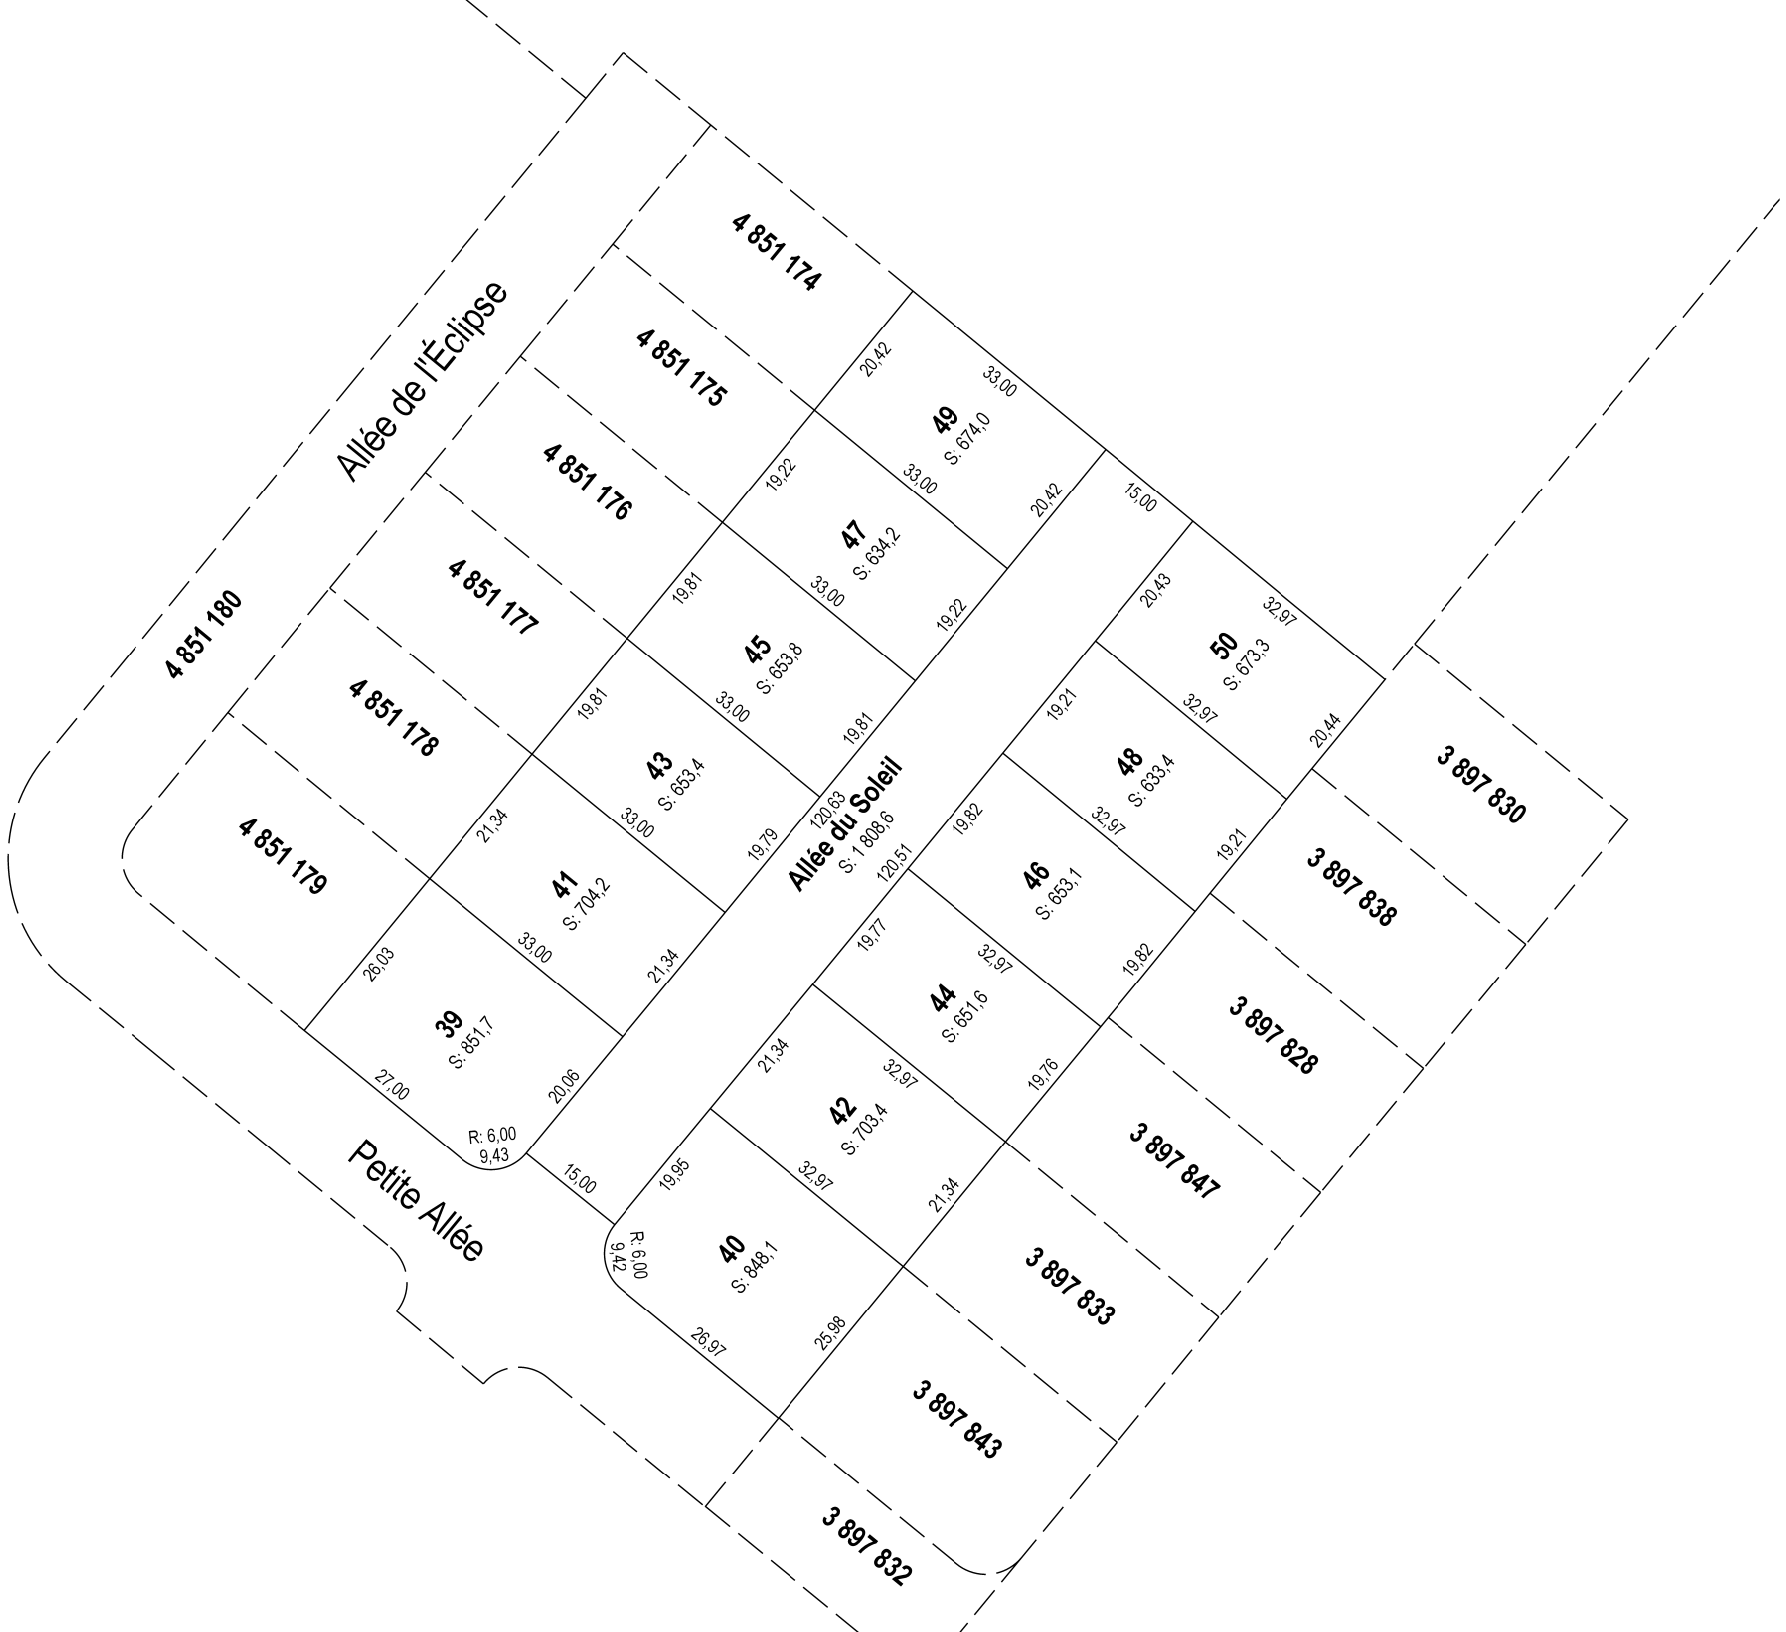 4 851 174
4 851 175
4 851 176
4 851 177
4 851 178
4 851 179
4 851 180
Allée de l'Éclipse
Petite Allée
20,42
33,00
49
S: 674,0
33,00
20,42
19,22
47
S: 634,2
33,00
19,22
19,81
45
S: 653,8
33,00
19,81
19,81
43
S: 653,4
33,00
19,79
21,34
41
S: 704,2
33,00
21,34
26,03
39
S: 851,7
27,00
20,06
R: 6,00
9,43
15,00
120,63
Allée du Soleil
S: 1 808,6
120,51
15,00
20,43
32,97
50
S: 673,3
32,97
20,44
19,21
48
S: 633,4
32,97
19,21
19,82
46
S: 653,1
32,97
19,82
19,77
44
S: 651,6
32,97
19,76
21,34
42
S: 703,4
32,97
21,34
19,95
40
S: 848,1
R: 6,00
9,42
26,97
25,98
3 897 830
3 897 838
3 897 828
3 897 847
3 897 833
3 897 843
3 897 832